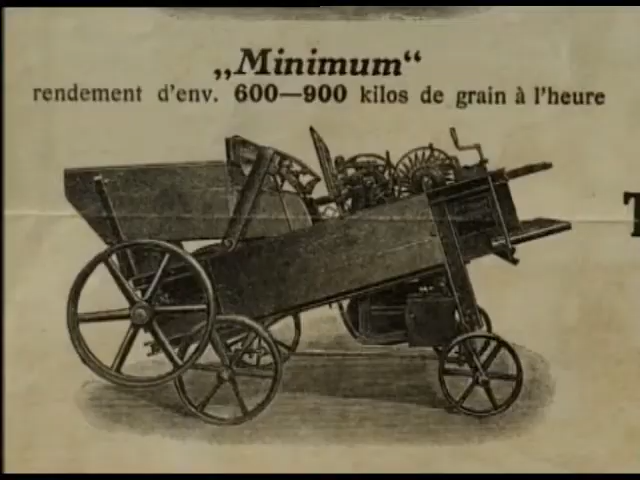 „Minimum“
rendement d'env. 600—900 kilos de grain à l'heure
T